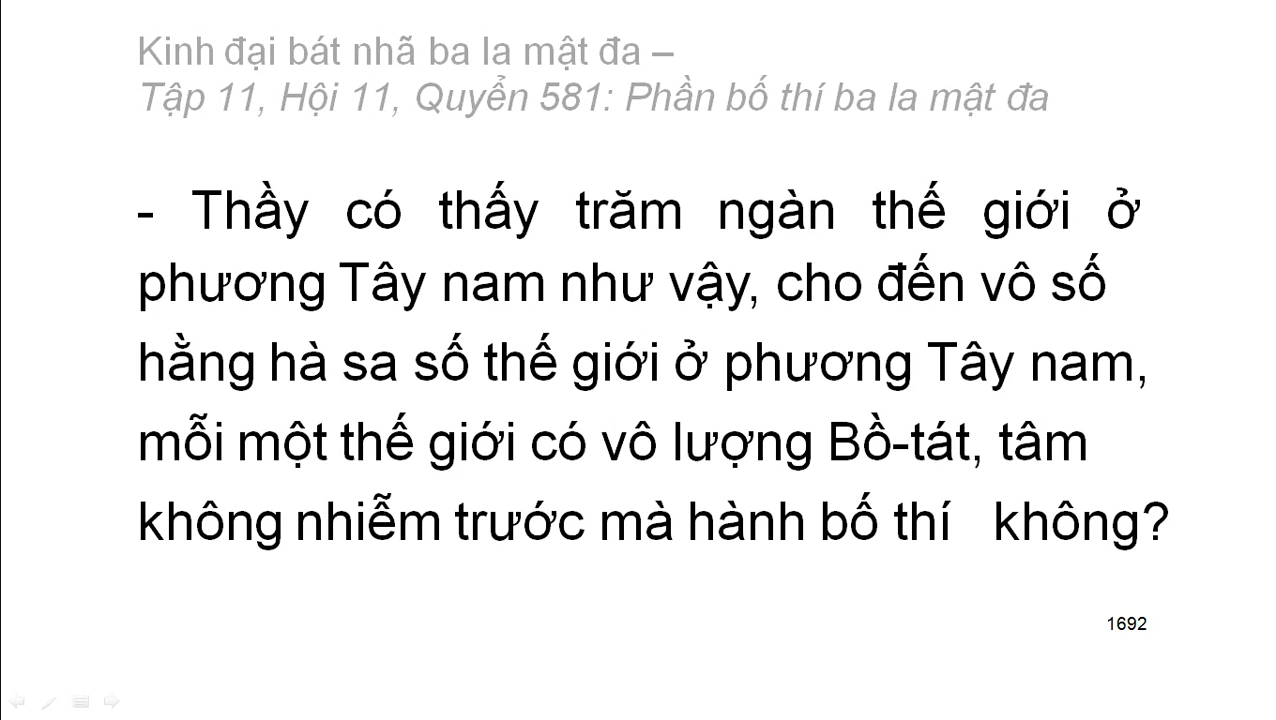 Kinh đại bát nhã ba la mật đa –
Tập 11, Hội 11, Quyển 581: Phần bố thí ba la mật đa
- Thầy có thấy trăm ngàn thế giới ở
phương Tây nam như vậy, cho đến vô số
hằng hà sa số thế giới ở phương Tây nam,
mỗi một thế giới có vô lượng Bồ-tát, tâm
không nhiễm trước mà hành bố thí không?
1692